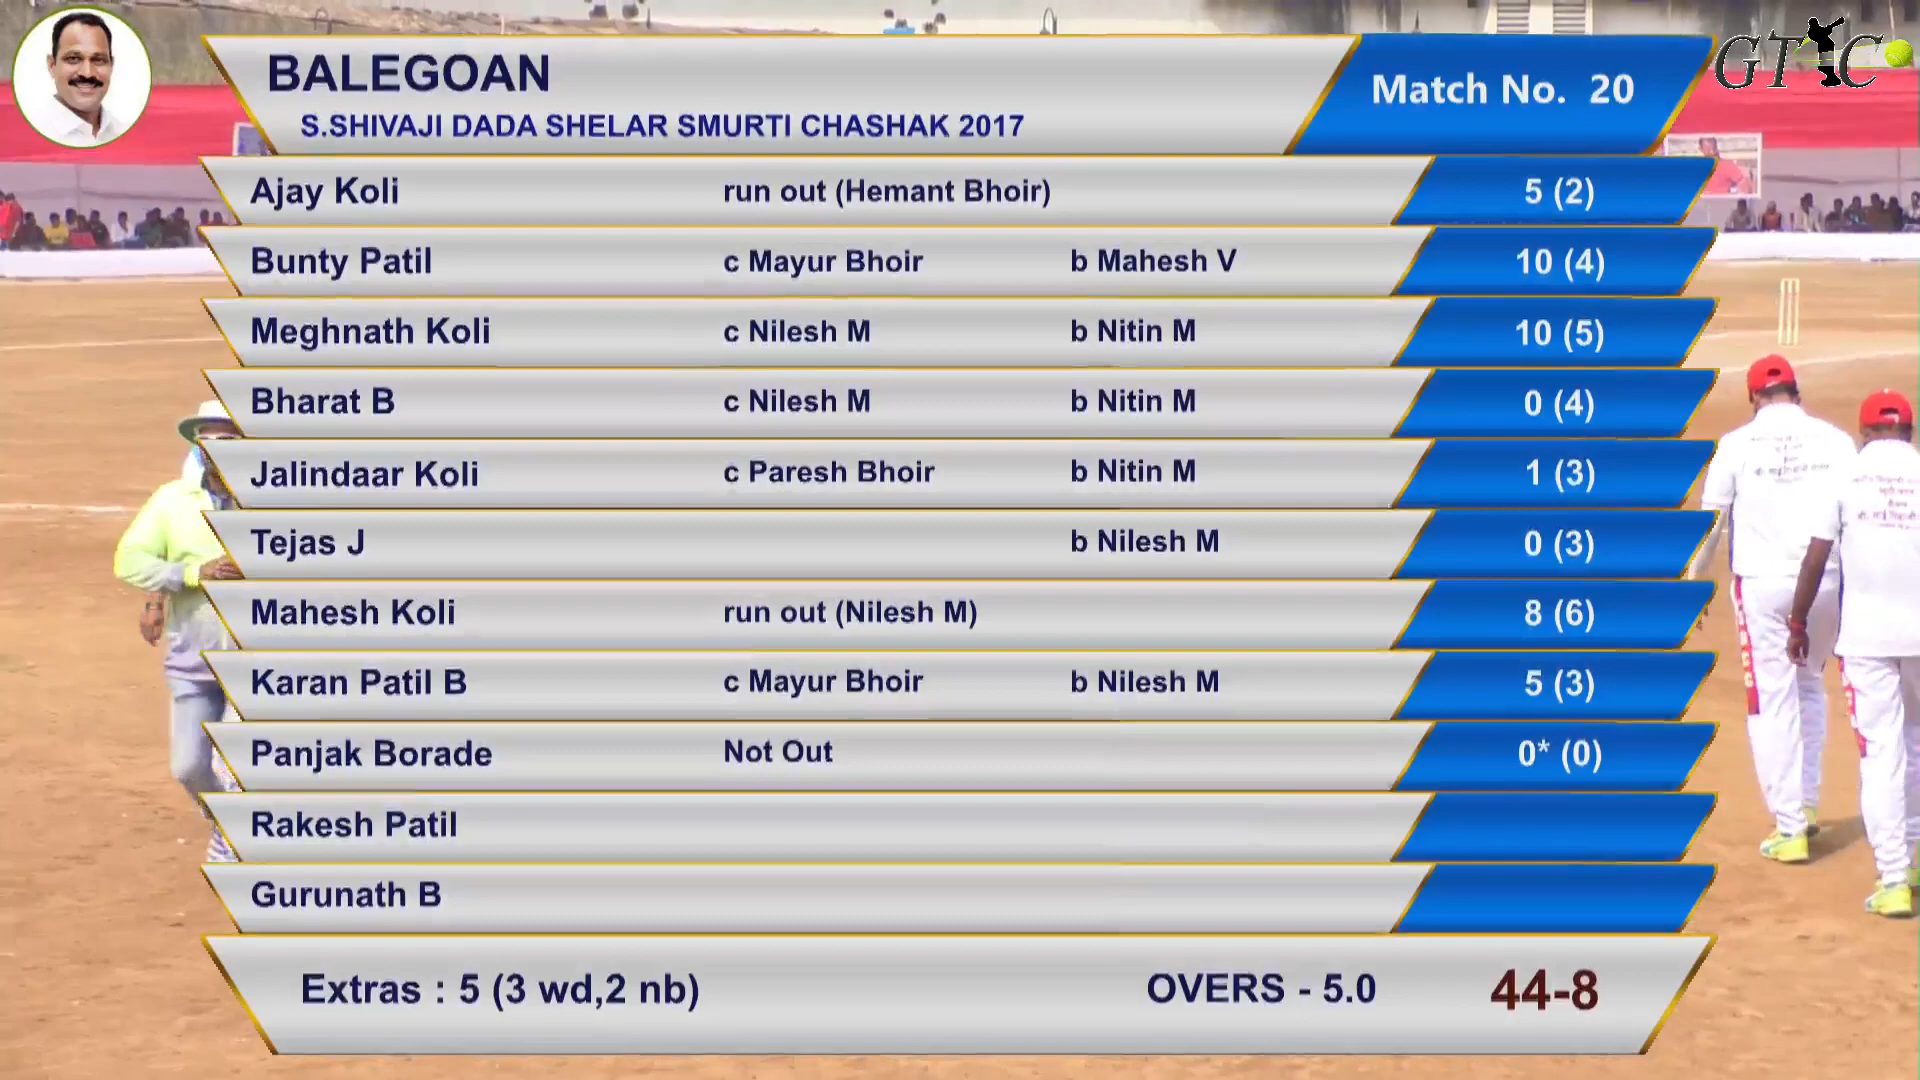 BALEGOAN
S.SHIVAJI DADA SHELAR SMURTI CHASHAK 2017
Match No. 20
GTC
Ajay Koli run out (Hemant Bhoir) 5 (2)
Bunty Patil c Mayur Bhoir b Mahesh V 10 (4)
Meghnath Koli c Nilesh M b Nitin M 10 (5)
Bharat B c Nilesh M b Nitin M 0 (4)
Jalindaar Koli c Paresh Bhoir b Nitin M 1 (3)
Tejas J b Nilesh M 0 (3)
Mahesh Koli run out (Nilesh M) 8 (6)
Karan Patil B c Mayur Bhoir b Nilesh M 5 (3)
Panjak Borade Not Out 0* (0)
Rakesh Patil
Gurunath B
Extras : 5 (3 wd,2 nb) OVERS - 5.0 44-8